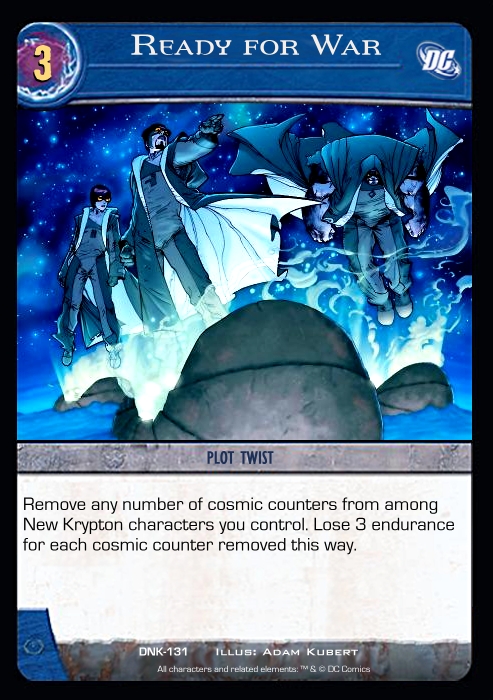 3
READY FOR WAR
DC
PLOT TWIST
Remove any number of cosmic counters from among
New Krypton characters you control. Lose 3 endurance
for each cosmic counter removed this way.
DNK-131 ILLUS: ADAM KUBERT
All characters and related elements: ™ & © DC Comics